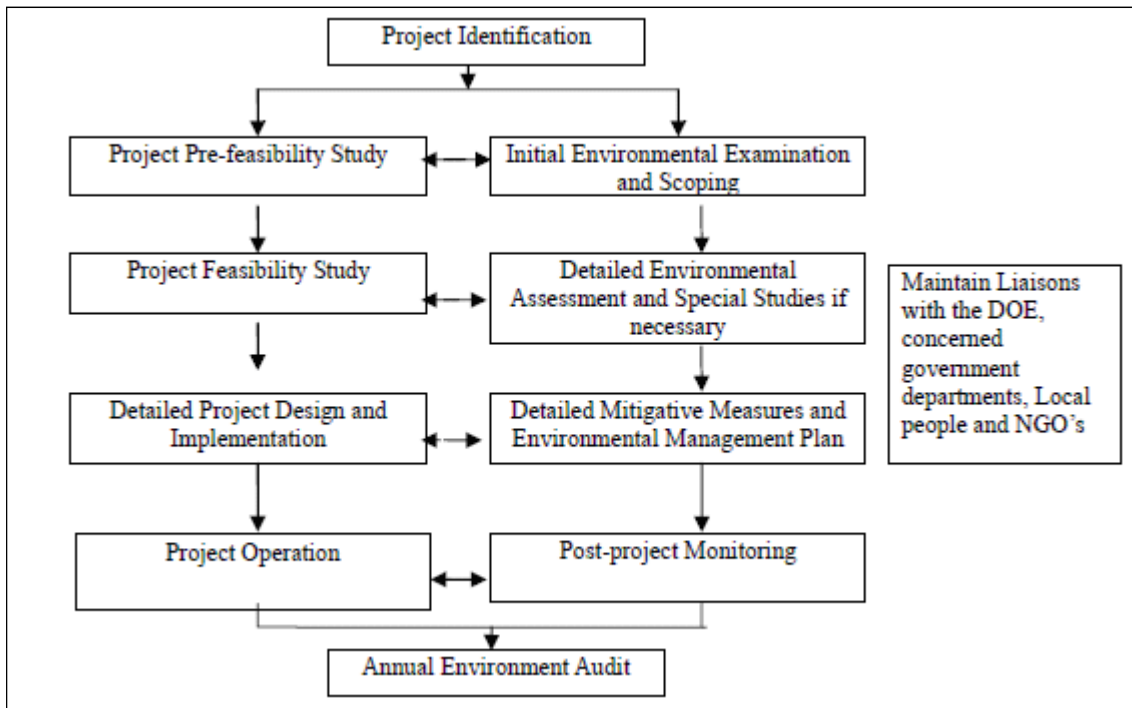 Project Identification
Project Pre-feasibility Study
Initial Environmental Examination
and Scoping
Project Feasibility Study
Detailed Environmental
Assessment and Special Studies if
necessary
Maintain Liaisons
with the DOE,
concerned
government
departments, Local
people and NGO’s
Detailed Project Design and
Implementation
Detailed Mitigative Measures and
Environmental Management Plan
Project Operation
Post-project Monitoring
Annual Environment Audit